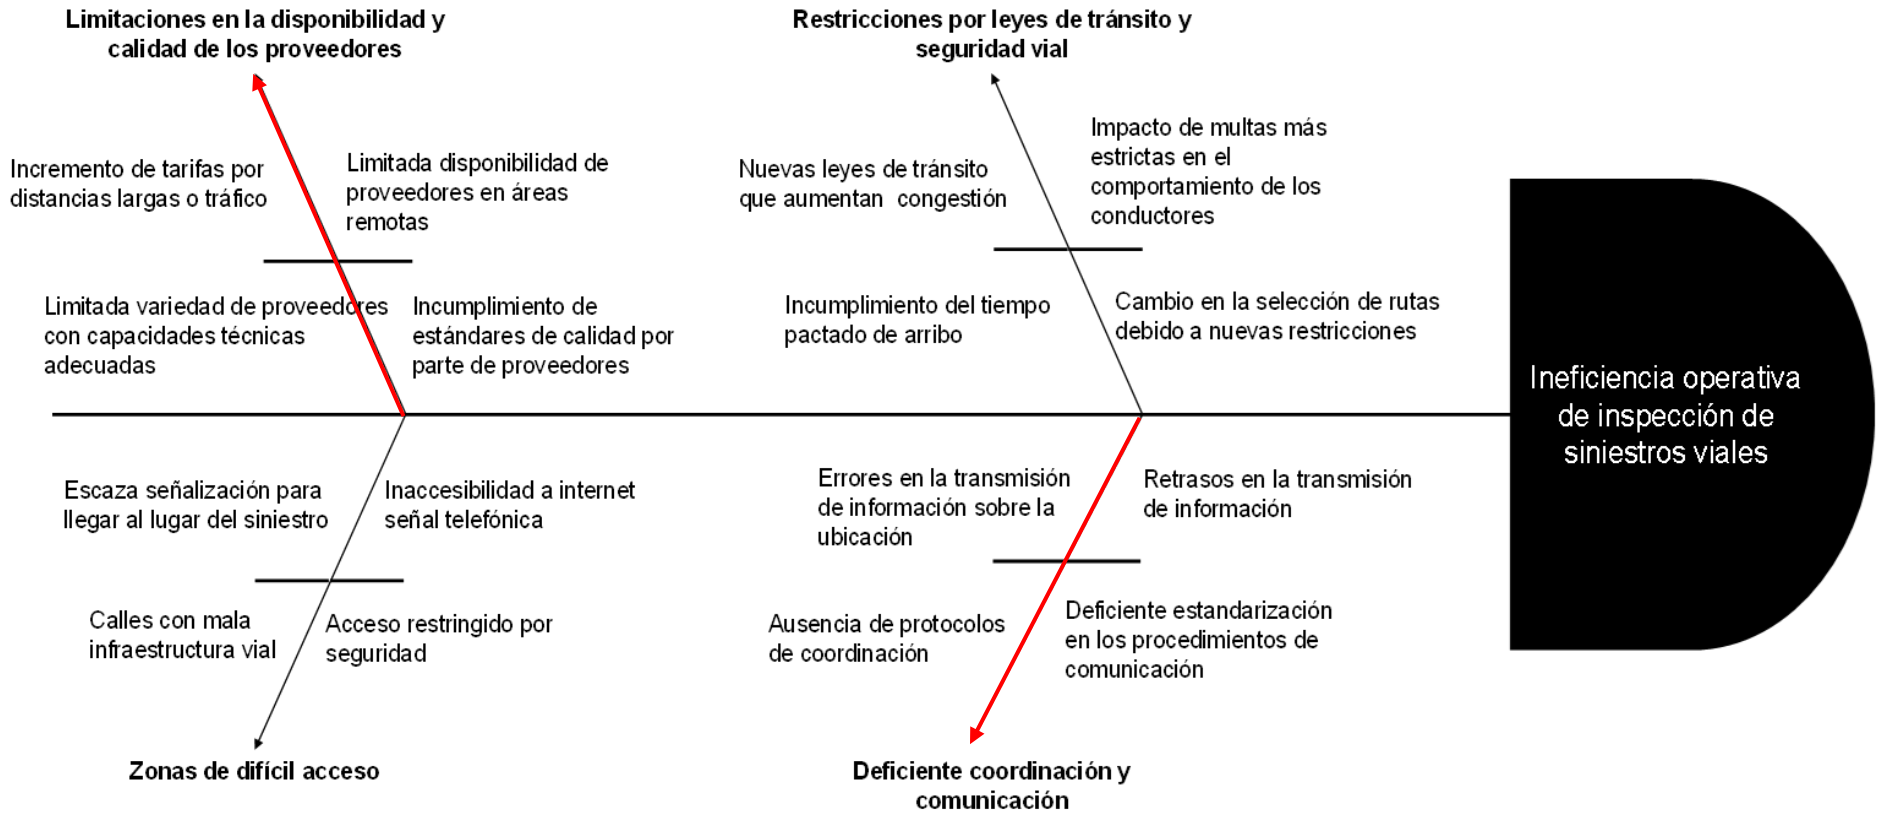 Limitaciones en la disponibilidad y
calidad de los proveedores
Restricciones por leyes de tránsito y
seguridad vial
Incremento de tarifas por
distancias largas o tráfico
Limitada disponibilidad de
proveedores en áreas
remotas
Nuevas leyes de tránsito
que aumentan congestión
Impacto de multas más
estrictas en el
comportamiento de los
conductores
Limitada variedad de proveedores
con capacidades técnicas
adecuadas
Incumplimiento de
estándares de calidad por
parte de proveedores
Incumplimiento del tiempo
pactado de arribo
Cambio en la selección de rutas
debido a nuevas restricciones
Ineficiencia operativa
de inspección de
siniestros viales
Escaza señalización para
llegar al lugar del siniestro
Inaccesibilidad a internet
señal telefónica
Errores en la transmisión
de información sobre la
ubicación
Retrasos en la transmisión
de información
Calles con mala
infraestructura vial
Acceso restringido por
seguridad
Ausencia de protocolos
de coordinación
Deficiente estandarización
en los procedimientos de
comunicación
Zonas de difícil acceso
Deficiente coordinación y
comunicación